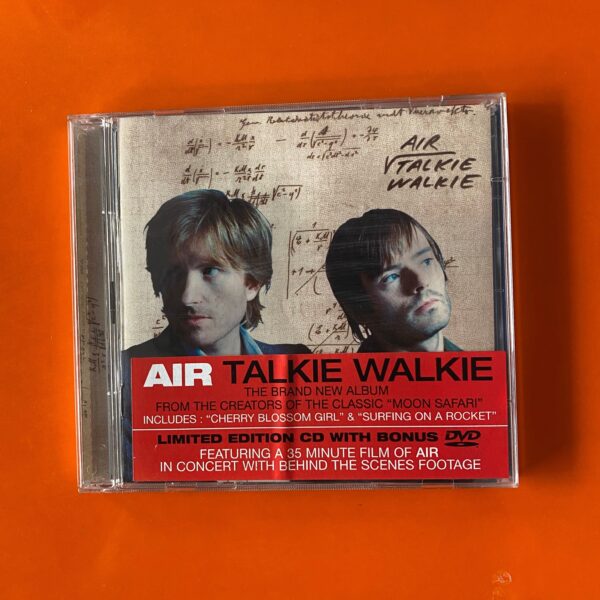 AIR
TALKIE
WALKIE
AIR TALKIE WALKIE
THE BRAND NEW ALBUM
FROM THE CREATORS OF THE CLASSIC "MOON SAFARI"
INCLUDES : "CHERRY BLOSSOM GIRL" & "SURFING ON A ROCKET"
LIMITED EDITION CD WITH BONUS DVD
FEATURING A 35 MINUTE FILM OF AIR
IN CONCERT WITH BEHIND THE SCENES FOOTAGE